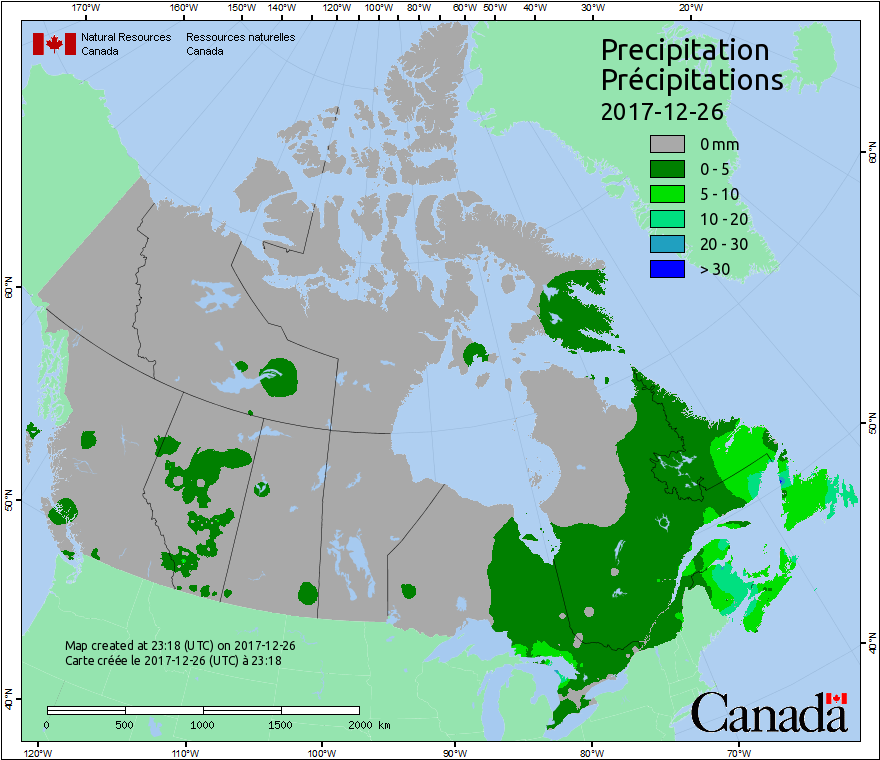 170°W 160°W 150°W 140°W 130°W 120°W 110°W 100°W 90°W 80°W 60°W 50°W 40°W 30°W 20°W
Natural Resources Ressources naturelles
Canada Canada
Precipitation
Précipitations
2017-12-26
0 mm
0 - 5
5 - 10
10 - 20
20 - 30
> 30
60°N
60°N
50°N
50°N
40°N
40°N
Map created at 23:18 (UTC) on 2017-12-26
Carte créée le 2017-12-26 (UTC) à 23:18
0 500 1000 1500 2000 km
Canada
120°W 110°W 100°W 90°W 80°W 70°W